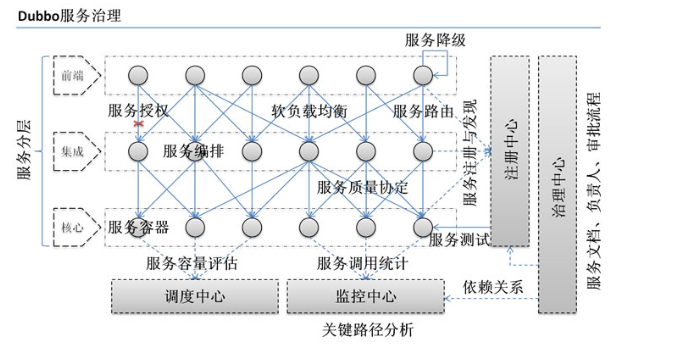 Dubbo服务治理
服务降级
前端
服务授权
软负载均衡
服务路由
服务分层
集成
服务编排
服务注册与发现
注册中心
治理中心
服务文档、负责人、审批流程
服务质量协定
核心
服务容器
服务测试
服务容量评估
服务调用统计
调度中心
监控中心
依赖关系
关键路径分析